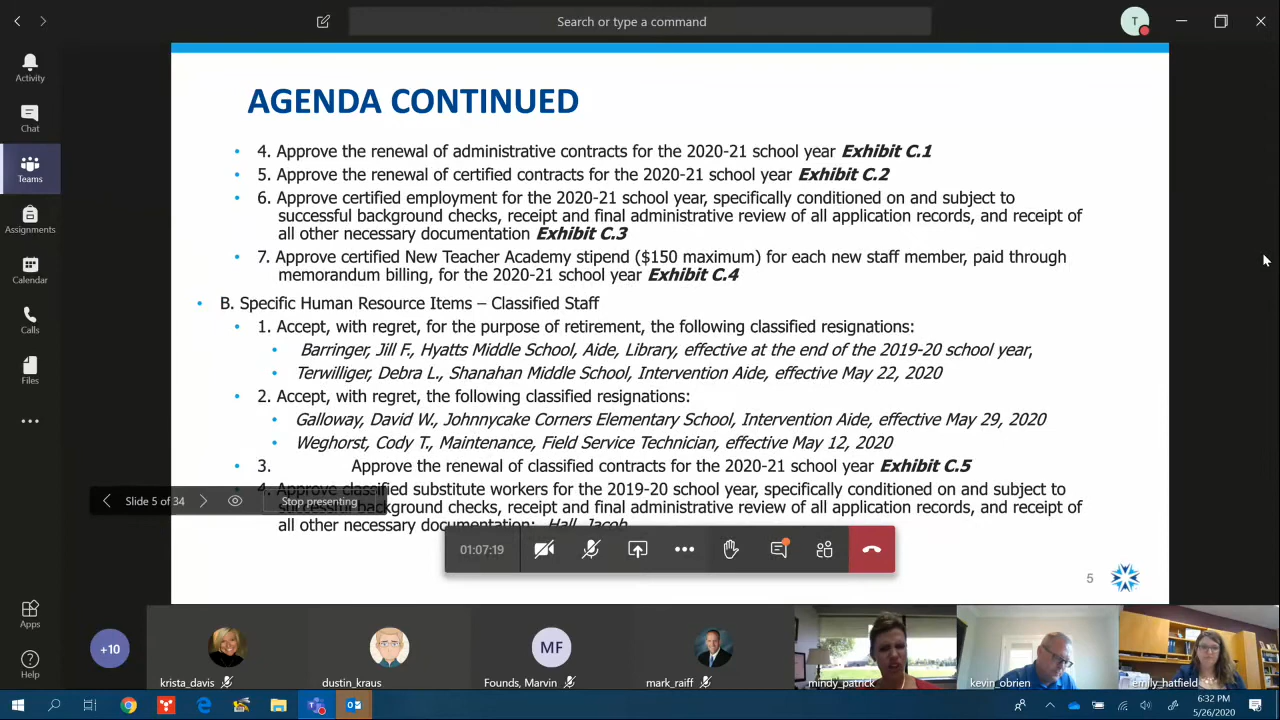 Search or type a command
T
Activity
Chat
Teams
Assignments
Calendar
Calls
Files
Apps
Help
AGENDA CONTINUED
• 4. Approve the renewal of administrative contracts for the 2020-21 school year Exhibit C.1
• 5. Approve the renewal of certified contracts for the 2020-21 school year Exhibit C.2
• 6. Approve certified employment for the 2020-21 school year, specifically conditioned on and subject to
successful background checks, receipt and final administrative review of all application records, and receipt of
all other necessary documentation Exhibit C.3
• 7. Approve certified New Teacher Academy stipend ($150 maximum) for each new staff member, paid through
memorandum billing, for the 2020-21 school year Exhibit C.4
• B. Specific Human Resource Items – Classified Staff
• 1. Accept, with regret, for the purpose of retirement, the following classified resignations:
• Barringer, Jill F., Hyatts Middle School, Aide, Library, effective at the end of the 2019-20 school year,
• Terwilliger, Debra L., Shanahan Middle School, Intervention Aide, effective May 22, 2020
• 2. Accept, with regret, the following classified resignations:
• Galloway, David W., Johnnycake Corners Elementary School, Intervention Aide, effective May 29, 2020
• Weghorst, Cody T., Maintenance, Field Service Technician, effective May 12, 2020
• 3. Approve the renewal of classified contracts for the 2020-21 school year Exhibit C.5
• 4. Approve classified substitute workers for the 2019-20 school year, specifically conditioned on and subject to
successful background checks, receipt and final administrative review of all application records, and receipt of
all other necessary documentation: Hall, Jacob
Slide 5 of 34
Stop presenting
01:07:19
5
+10
krista_davis
dustin_kraus
MF
Founds, Marvin
mark_raiff
mindy_patrick
kevin_obrien
emily_hatfield
6:32 PM
5/26/2020